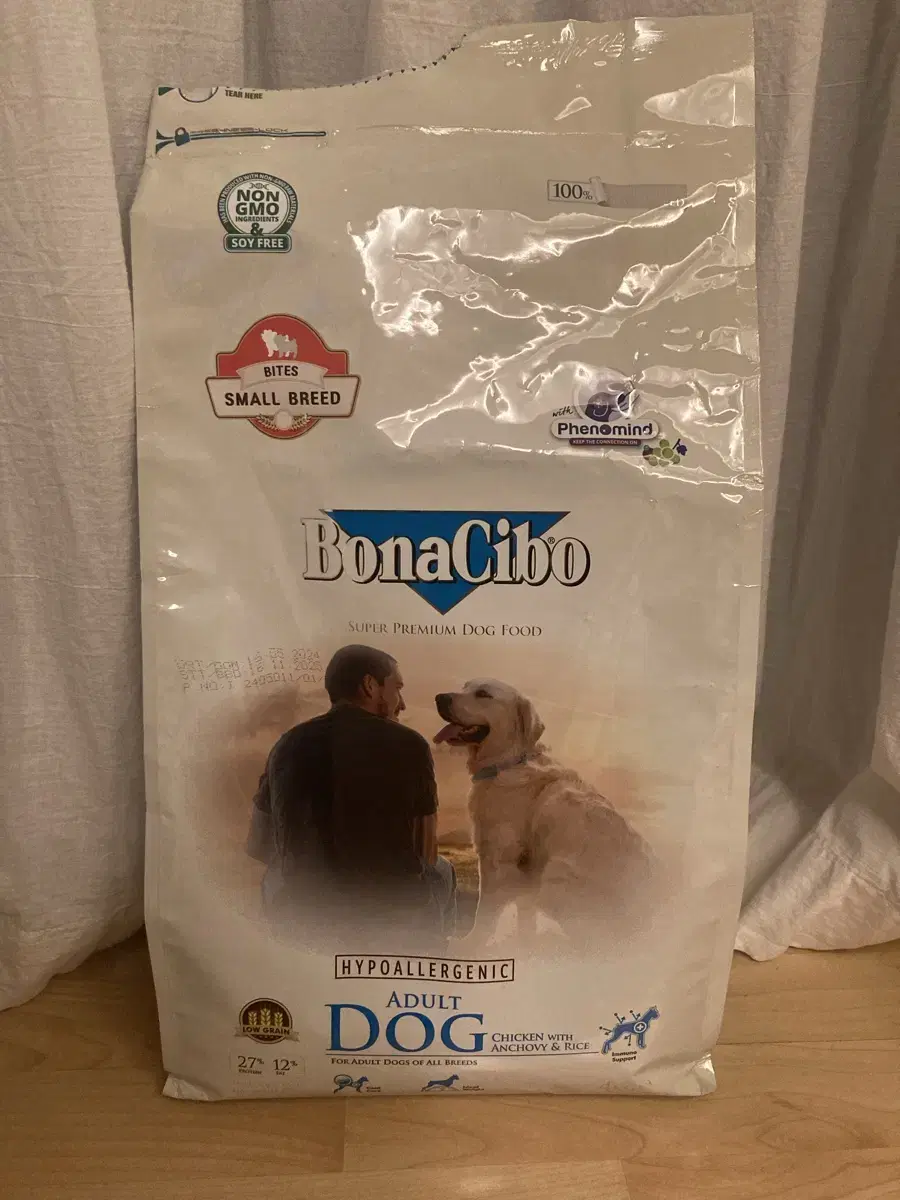 TEAR HERE
NON
GMO
INGREDIENTS
&
SOY FREE
100%
BITES
SMALL BREED
with
Phenomind
KEEP THE CONNECTION ON
BonaCibo®
SUPER PREMIUM DOG FOOD
HYPOALLERGENIC
ADULT
DOG
CHICKEN WITH
ANCHOVY & RICE
FOR ADULT DOGS OF ALL BREEDS
LOW GRAIN
27% 12%
PROTEIN FAT
Immune
Support